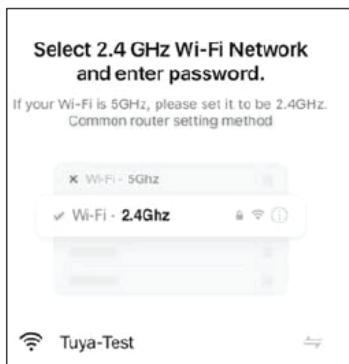 Select 2.4 GHz Wi-Fi Network
and enter password.
If your Wi-Fi is 5GHz, please set it to be 2.4GHz.
Common router setting method
Wi-Fi - 5Ghz
Wi-Fi - 2.4Ghz
Tuya-Test